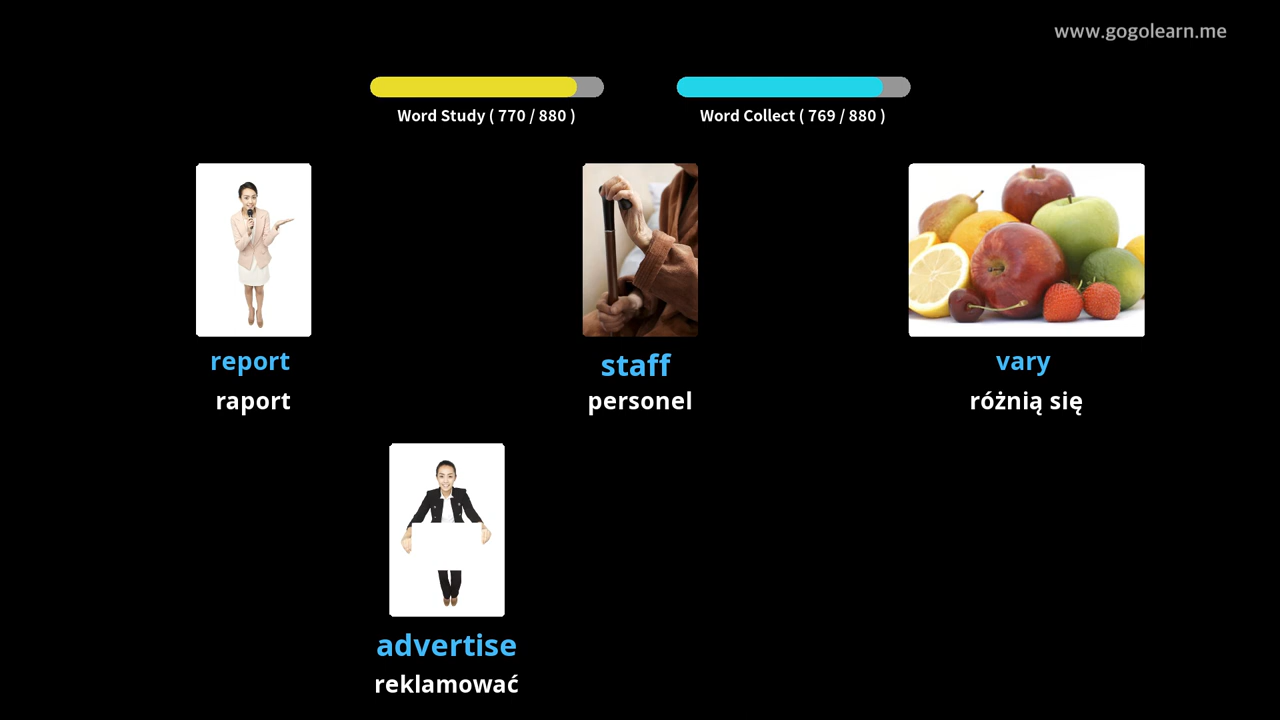 www.gogolearn.me
Word Study ( 770 / 880 )
Word Collect ( 769 / 880 )
report
staff
vary
raport
personel
różnią się
advertise
reklamować